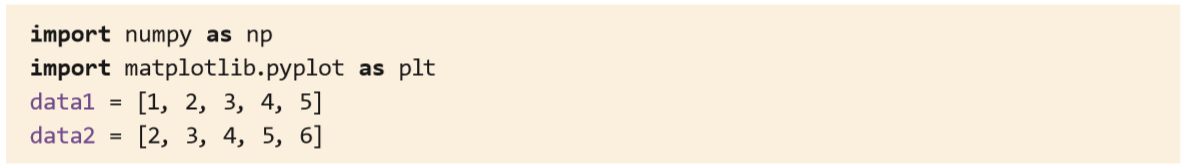 import numpy as np
import matplotlib.pyplot as plt
data1 = [1, 2, 3, 4, 5]
data2 = [2, 3, 4, 5, 6]